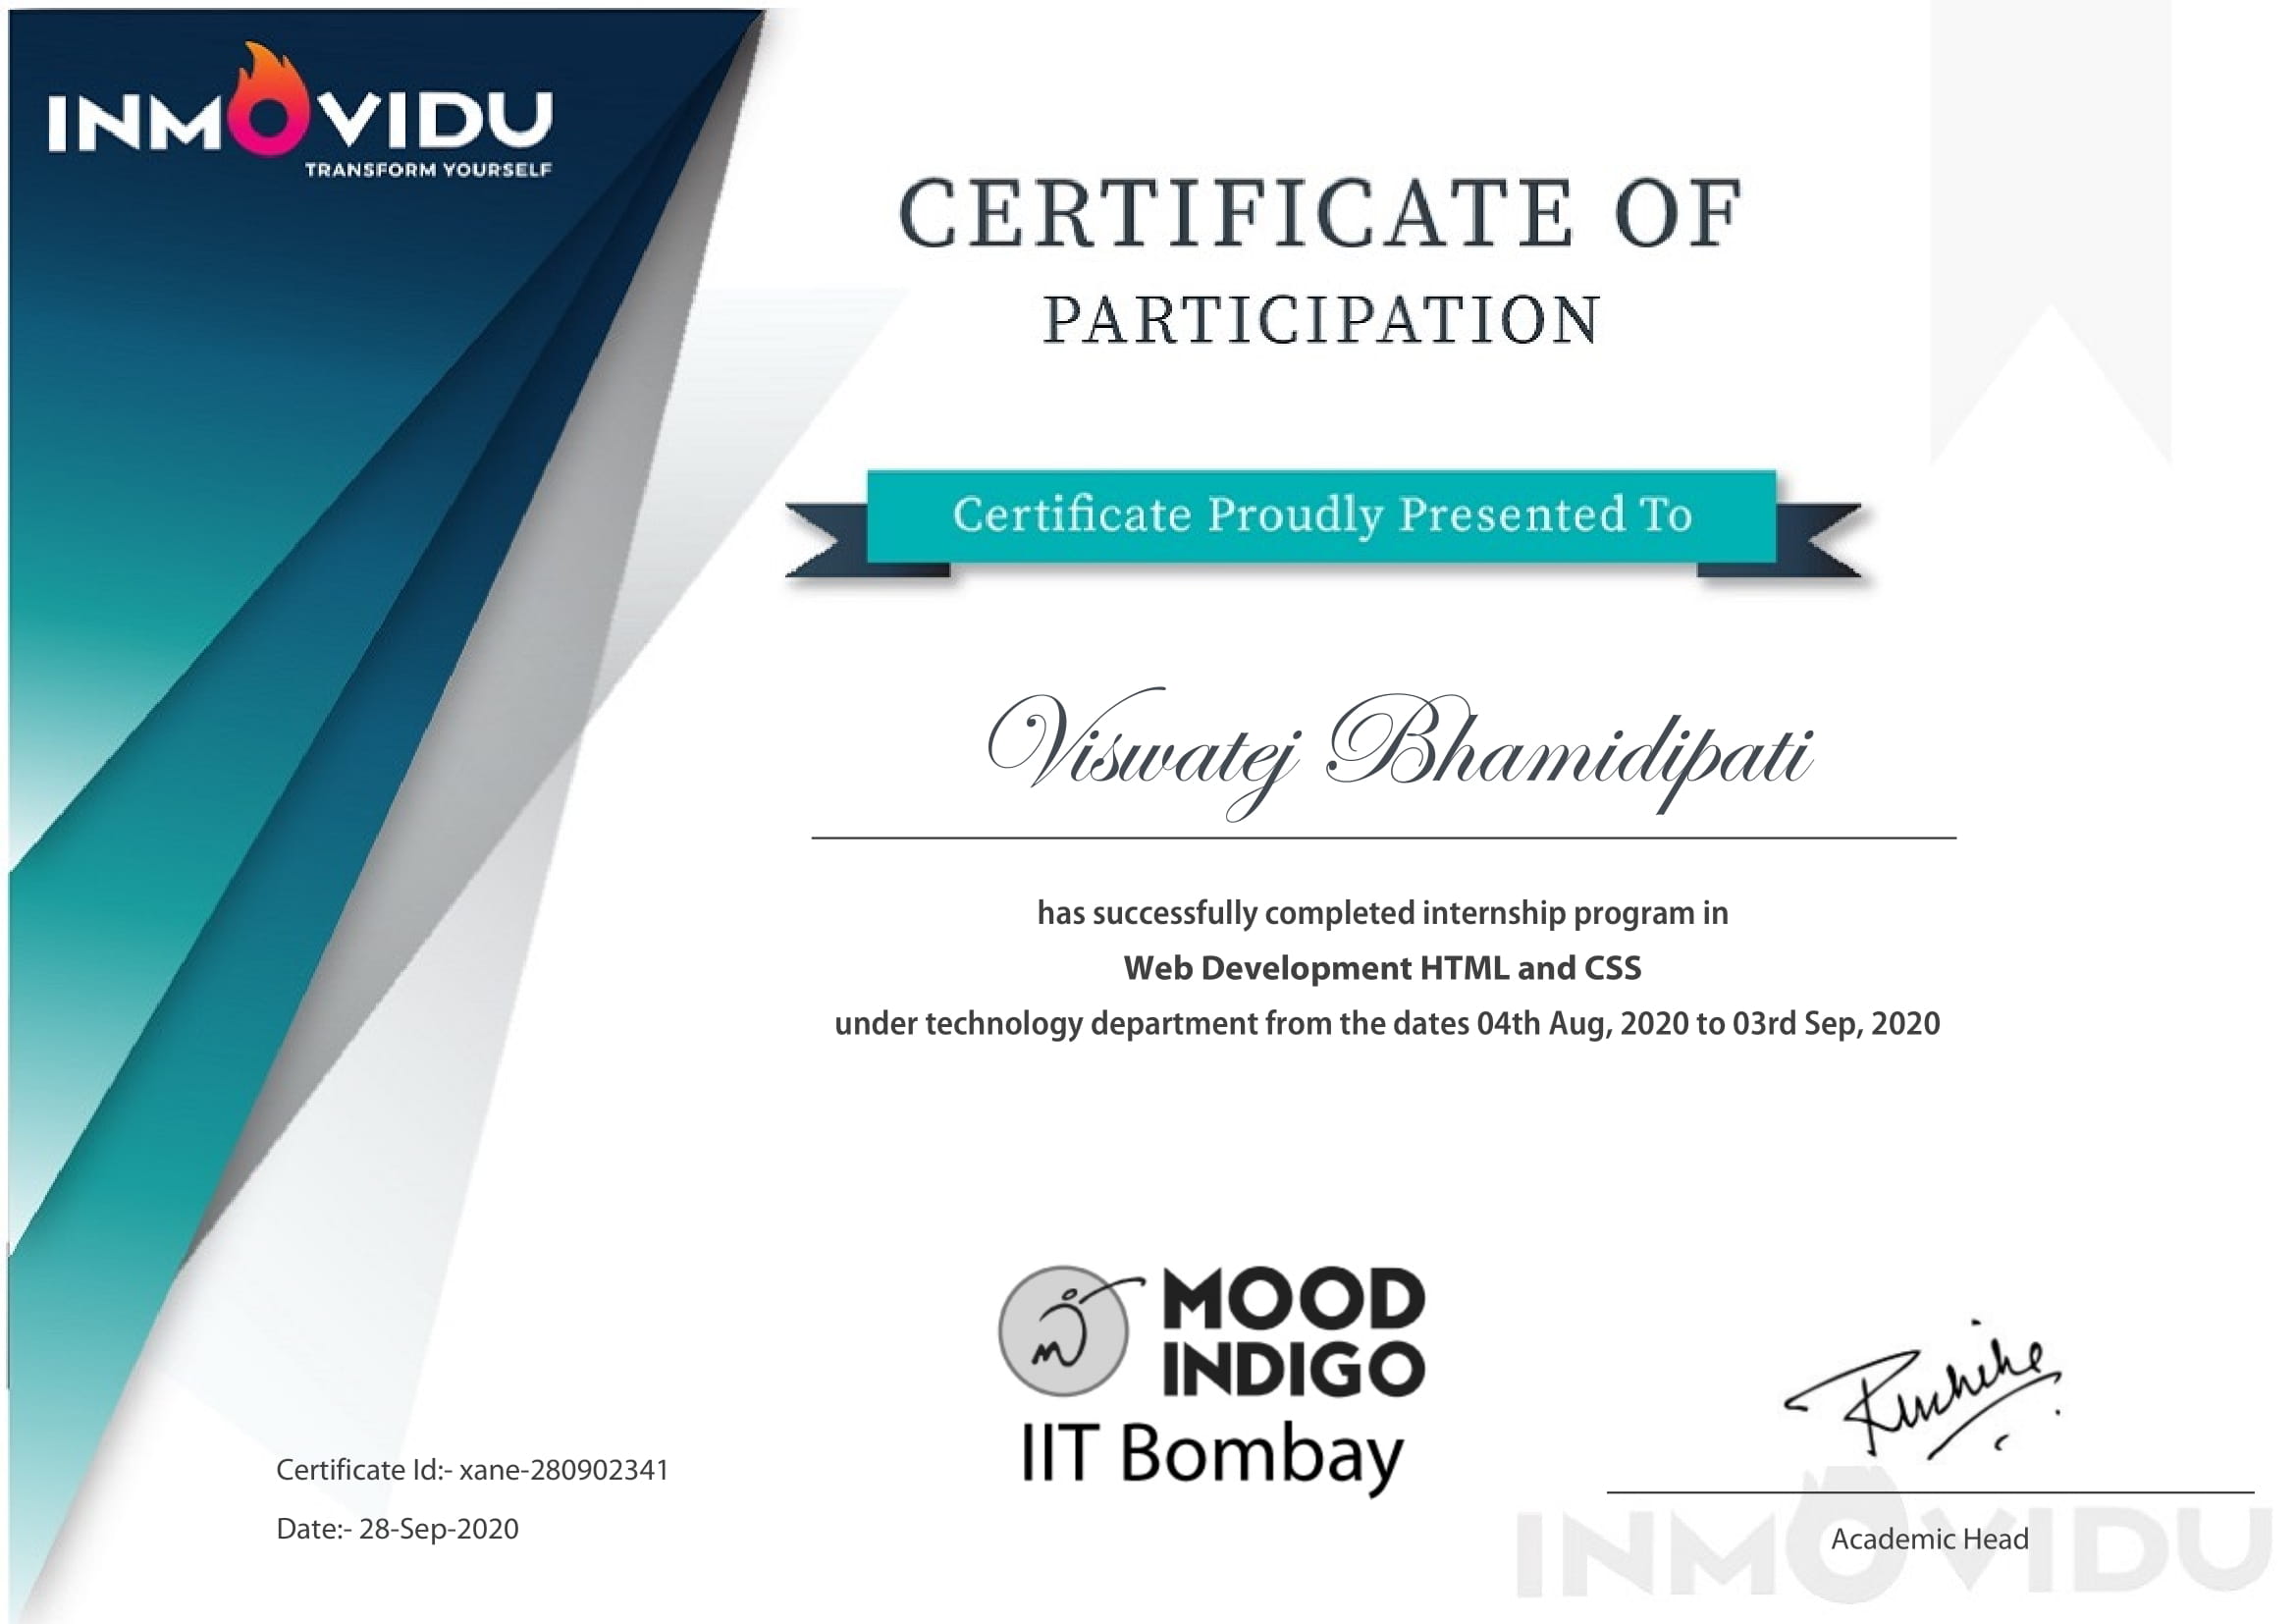 INMOVIDU
TRANSFORM YOURSELF
CERTIFICATE OF
PARTICIPATION
Certificate Proudly Presented To
Viswatej Bhamidipati
has successfully completed internship program in
Web Development HTML and CSS
under technology department from the dates 04th Aug, 2020 to 03rd Sep, 2020
MOOD
INDIGO
IIT Bombay
Certificate Id:- xane-280902341
Date:- 28-Sep-2020
Academic Head
INMOVIDU